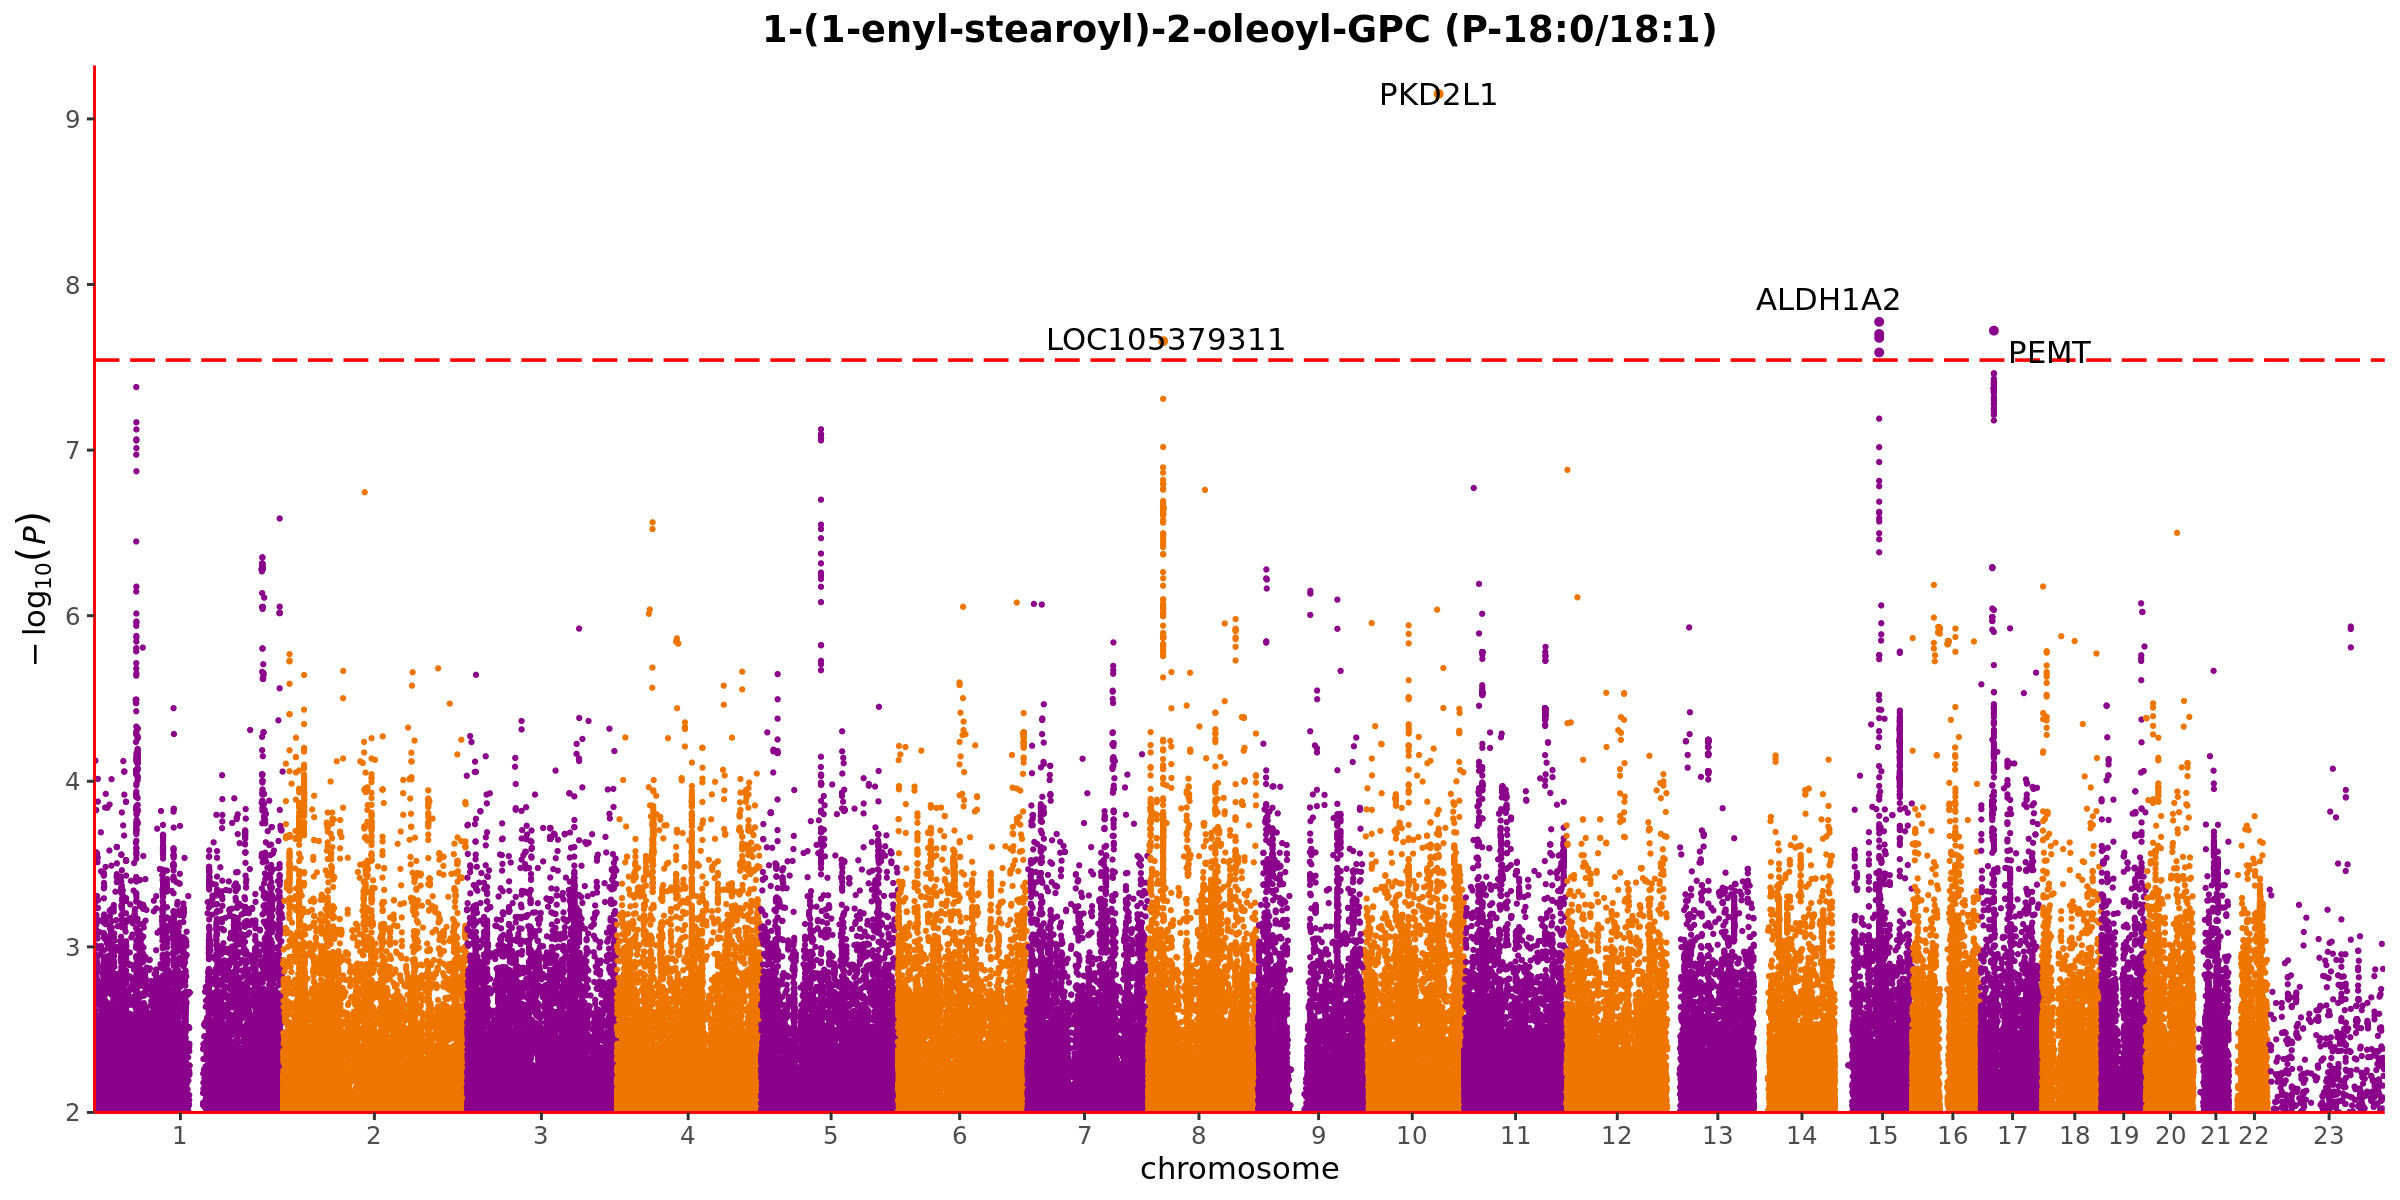 1-(1-enyl-stearoyl)-2-oleoyl-GPC (P-18:0/18:1)
PKD2L1
9
8
ALDH1A2
LOC105379311
PEMT
7
6
5
4
3
2
− log10(P)
1 2 3 4 5 6 7 8 9 10 11 12 13 14 15 16 17 18 19 20 21 22 23
chromosome